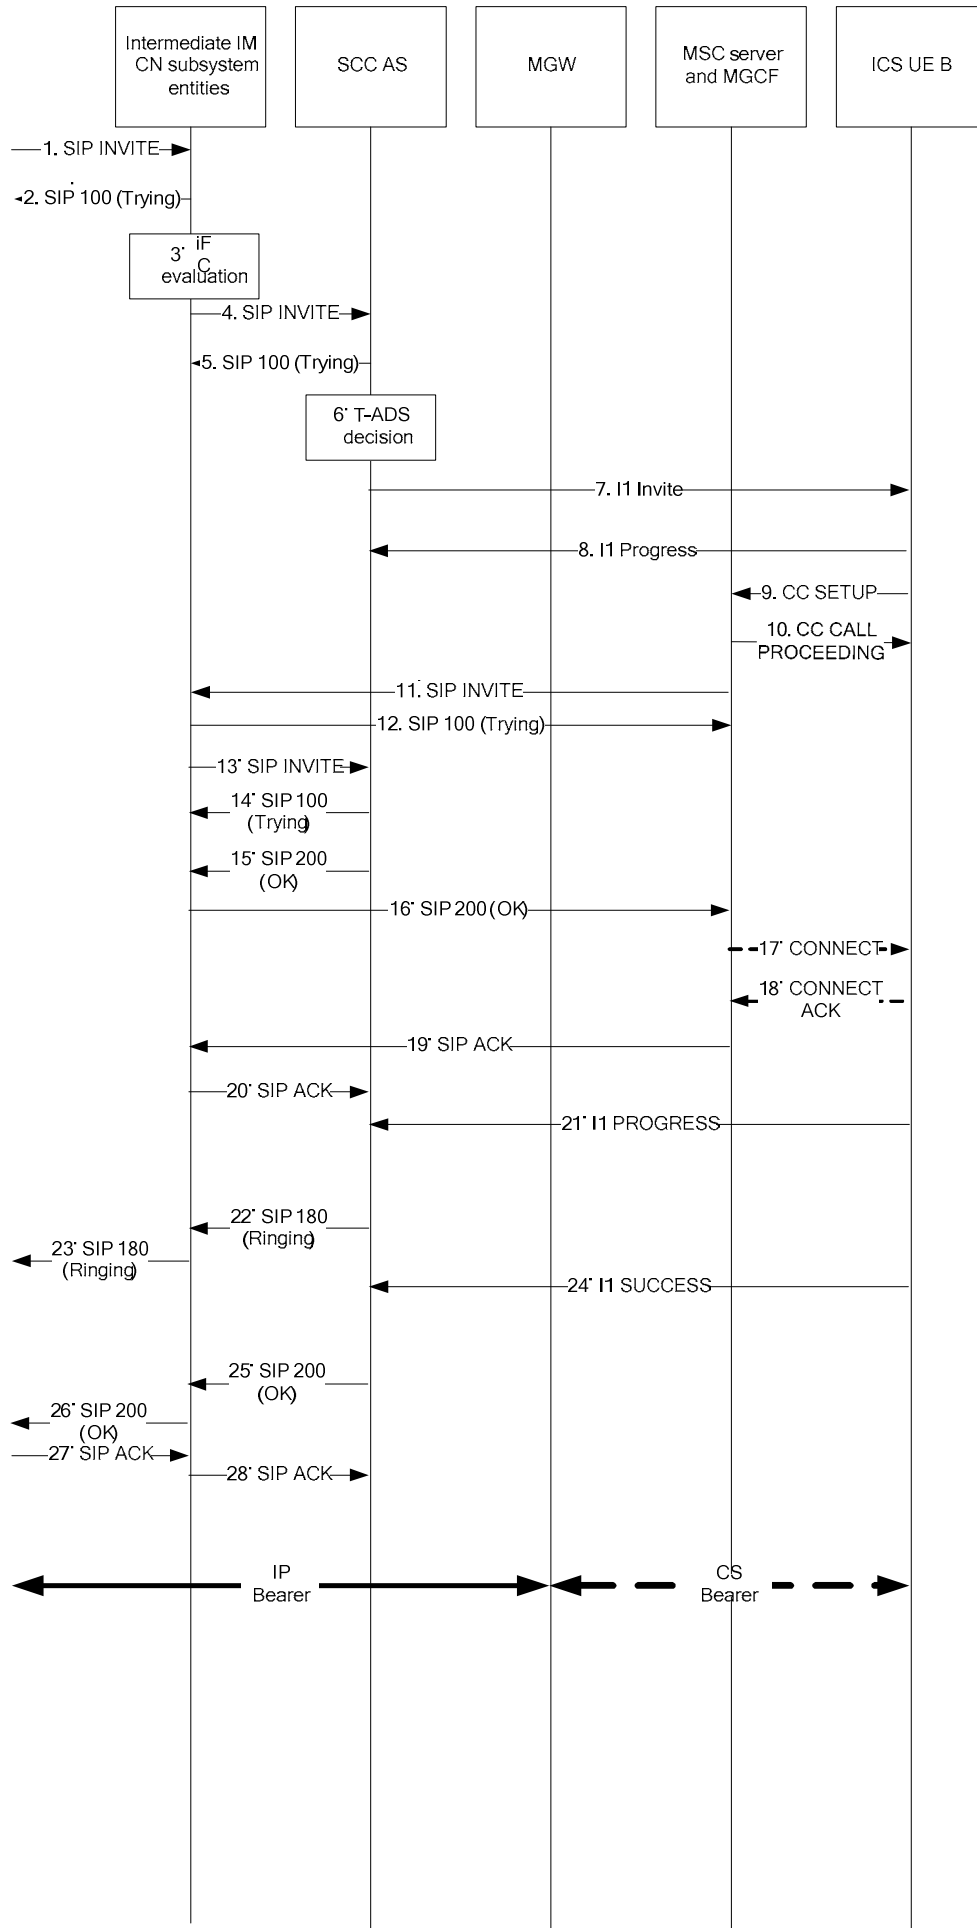 Intermediate IM
CN subsystem
entities
SCC AS
MGW
MSC server
and MGCF
ICS UE B
1. SIP INVITE
2. SIP 100 (Trying)
3. iF
C
evaluation
4. SIP INVITE
5. SIP 100 (Trying)
6. T-ADS
decision
7. I1 Invite
8. I1 Progress
9. CC SETUP
10. CC CALL
PROCEEDING
11. SIP INVITE
12. SIP 100 (Trying)
13. SIP INVITE
14. SIP 100
(Trying)
15. SIP 200
(OK)
16. SIP 200 (OK)
17. CONNECT
18. CONNECT
ACK
19. SIP ACK
20. SIP ACK
21. I1 PROGRESS
22. SIP 180
(Ringing)
23. SIP 180
(Ringing)
24. I1 SUCCESS
25. SIP 200
(OK)
26. SIP 200
(OK)
27. SIP ACK
28. SIP ACK
IP
Bearer
CS
Bearer